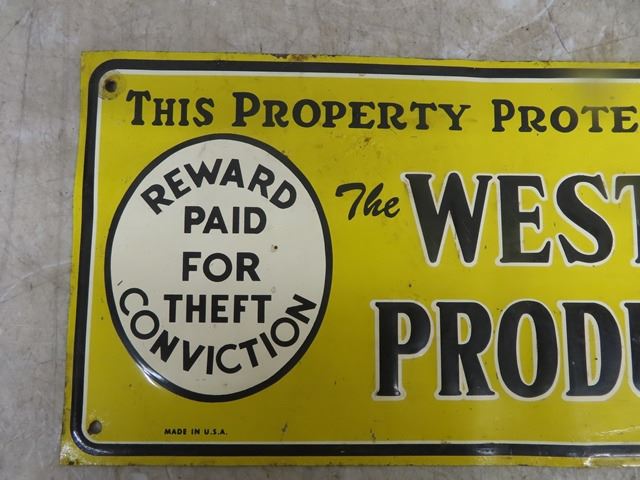 THIS PROPERTY PROTE
REWARD
PAID
FOR
THEFT
CONVICTION
The WEST
PRODU
MADE IN U.S.A.